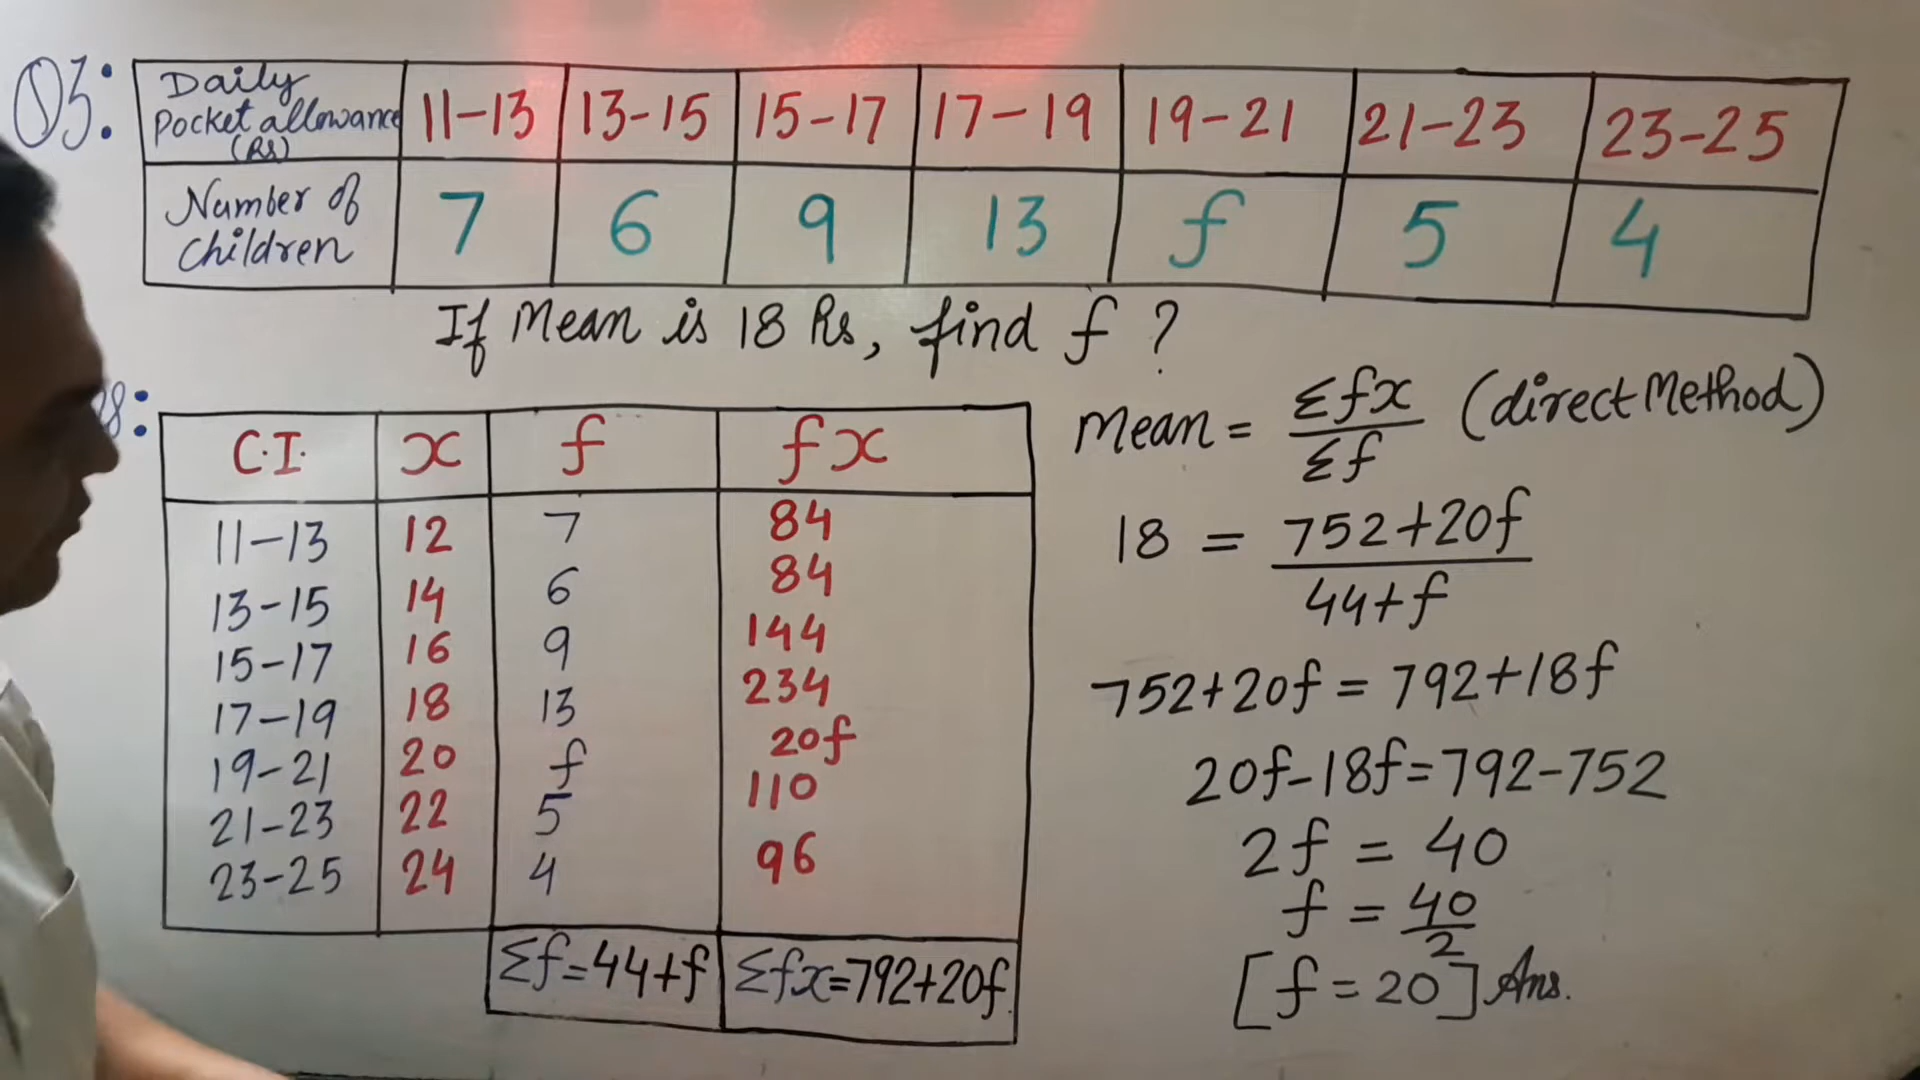 Q3:
Daily Pocket allowance (Rs) 11-13 13-15 15-17 17-19 19-21 21-23 23-25
Number of children 7 6 9 13 f 5 4
If Mean is 18 Rs, find f ?
8:
C.I. x f fx
11-13 12 7 84
13-15 14 6 84
15-17 16 9 144
17-19 18 13 234
19-21 20 f 20f
21-23 22 5 110
23-25 24 4 96
Σf=44+f Σfx=792+20f
Mean = Σfx/Σf (direct Method)
18 = 752+20f/44+f
752+20f=792+18f
20f-18f=792-752
2f = 40
f = 40/2
[f=20] Ans.